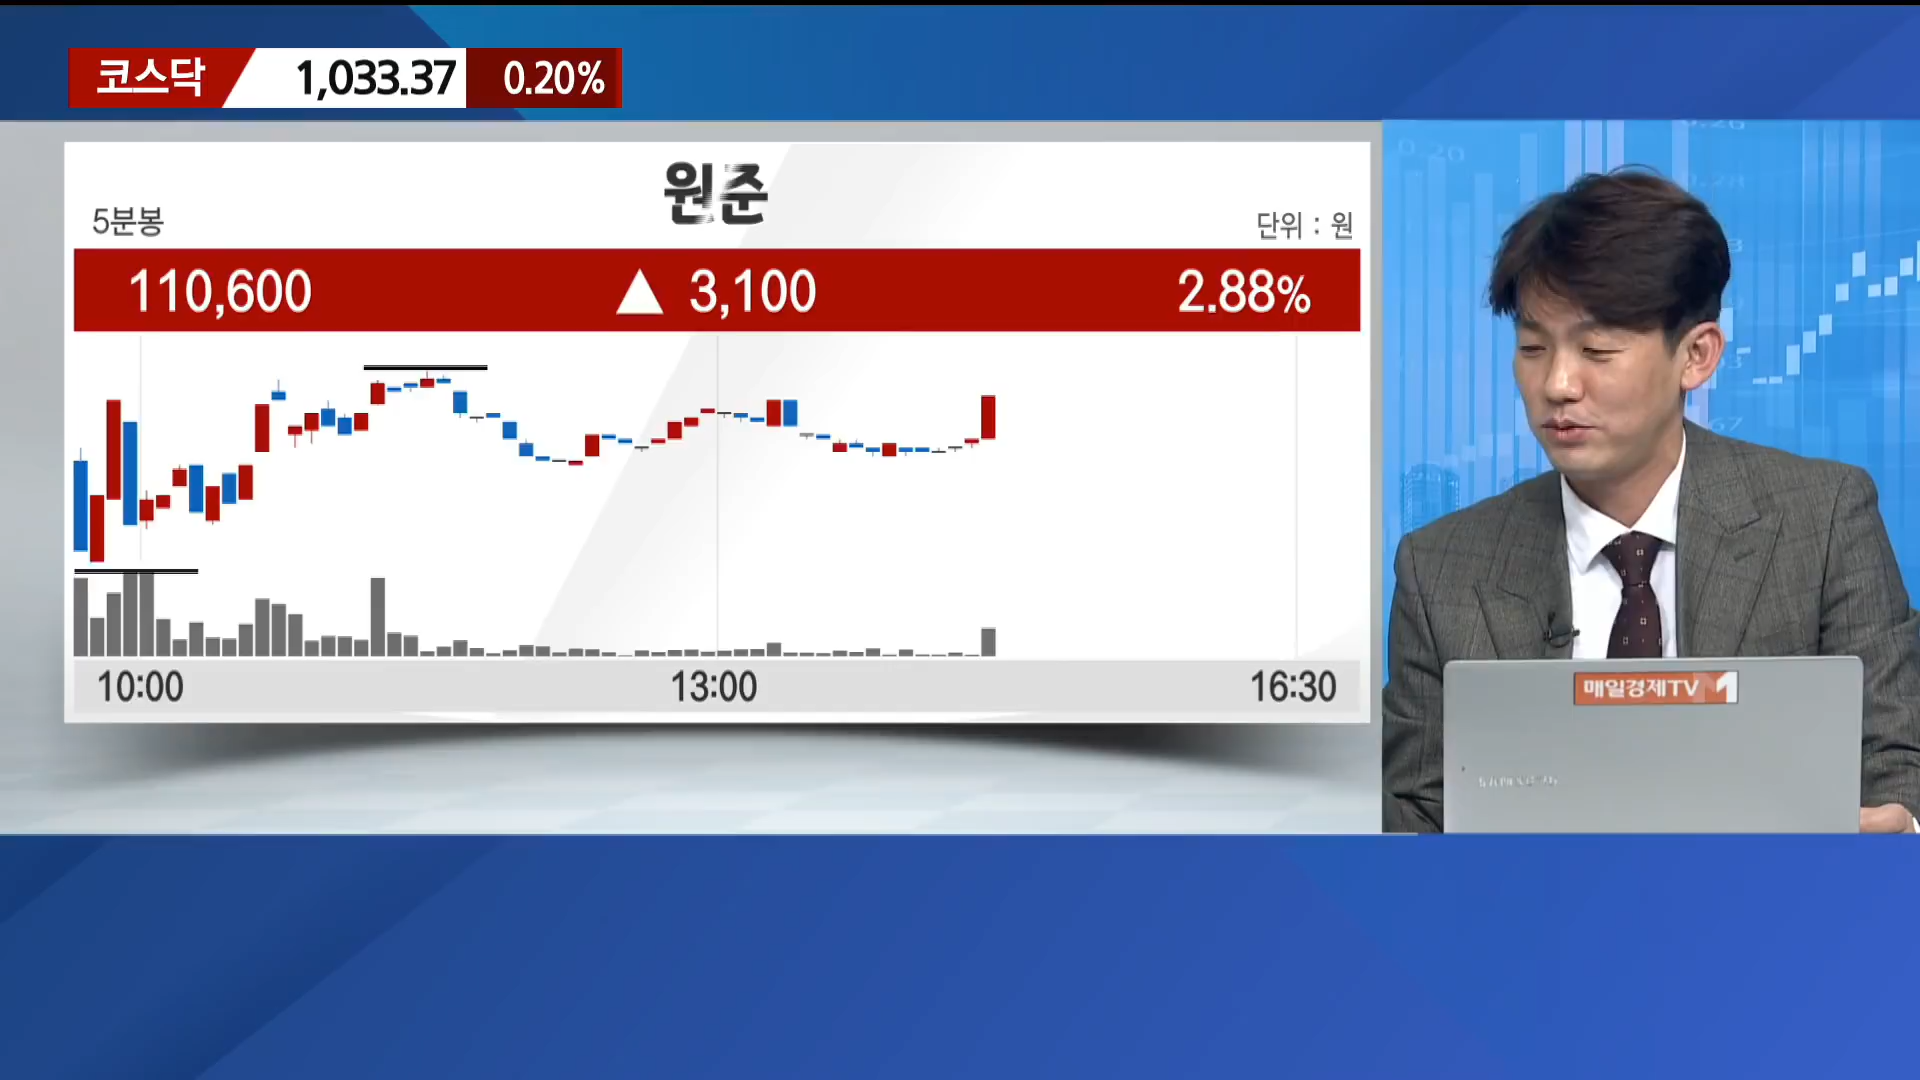 코스닥 1,033.37 0.20%
원준
5분봉
단위 : 원
110,600 ▲ 3,100 2.88%
10:00 13:00 16:30
매일경제TV M1